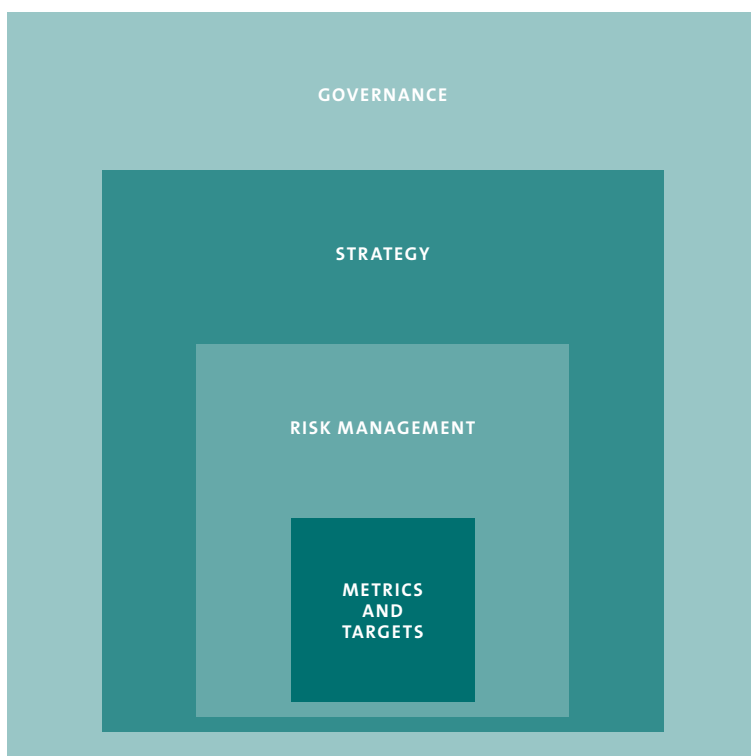 GOVERNANCE
STRATEGY
RISK MANAGEMENT
METRICS
AND
TARGETS